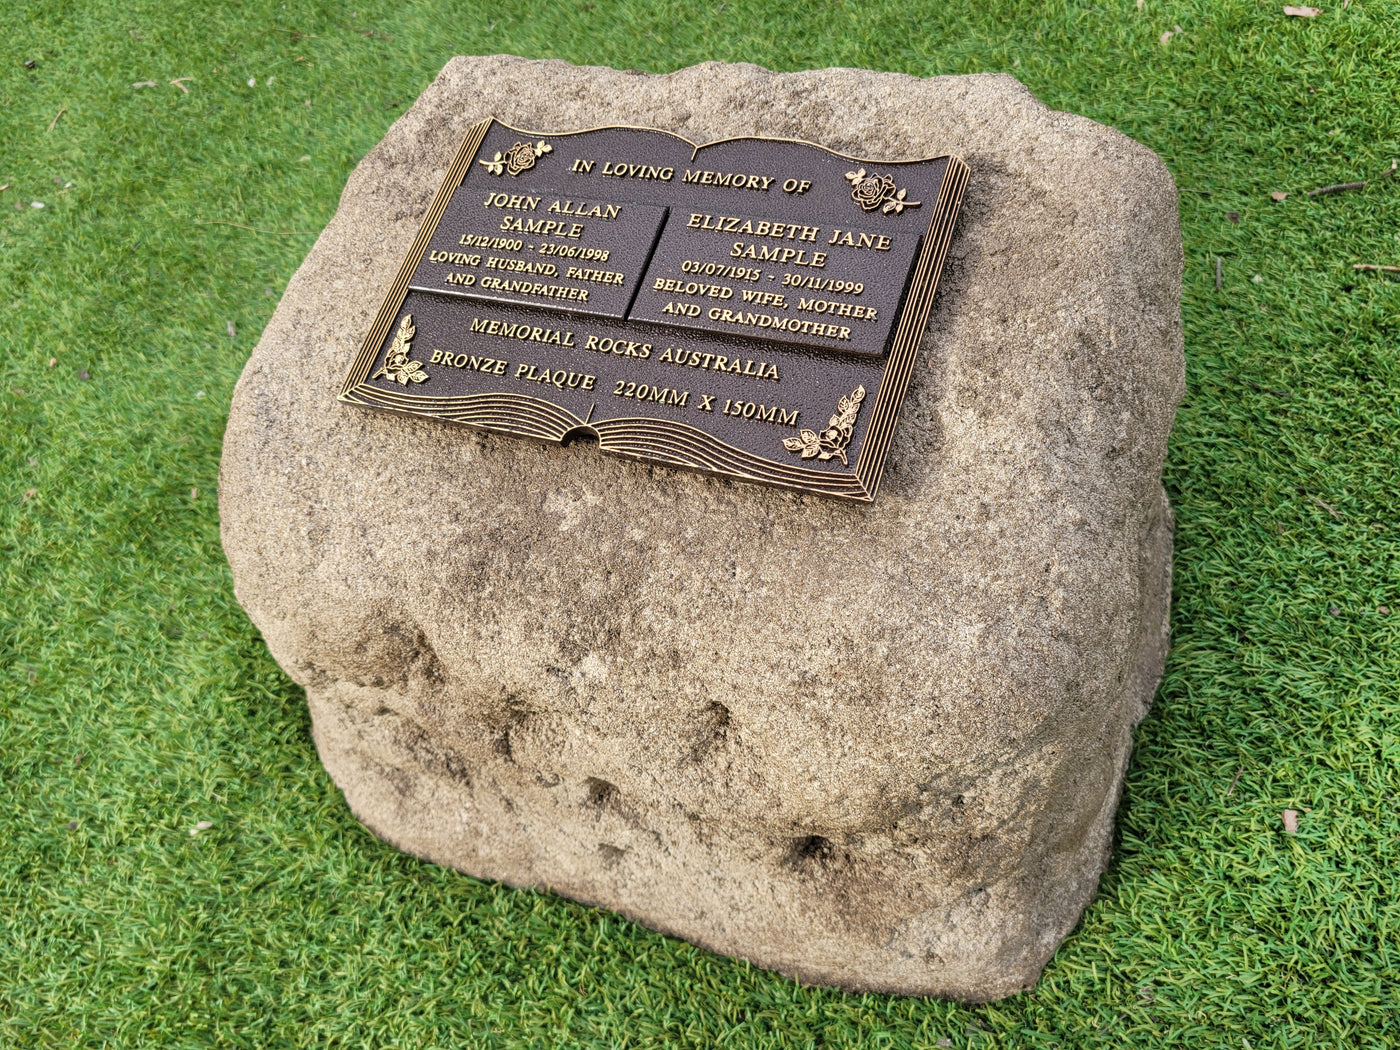 IN LOVING MEMORY OF
JOHN ALLAN
SAMPLE
15/12/1900 - 23/06/1998
LOVING HUSBAND, FATHER
AND GRANDFATHER
ELIZABETH JANE
SAMPLE
03/07/1915 - 30/11/1999
BELOVED WIFE, MOTHER
AND GRANDMOTHER
MEMORIAL ROCKS AUSTRALIA
BRONZE PLAQUE 220MM X 150MM